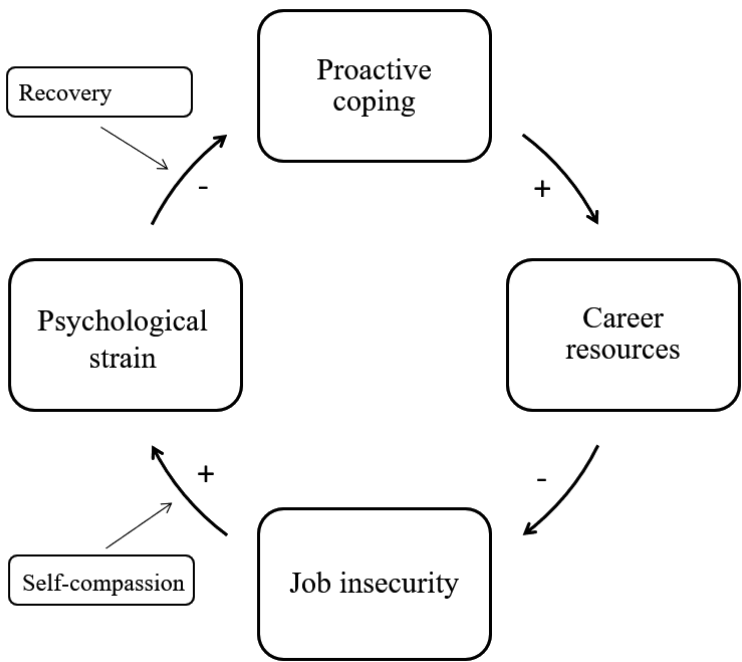 Proactive
coping
Recovery
-
+
Psychological
strain
Career
resources
+
-
Self-compassion
Job insecurity